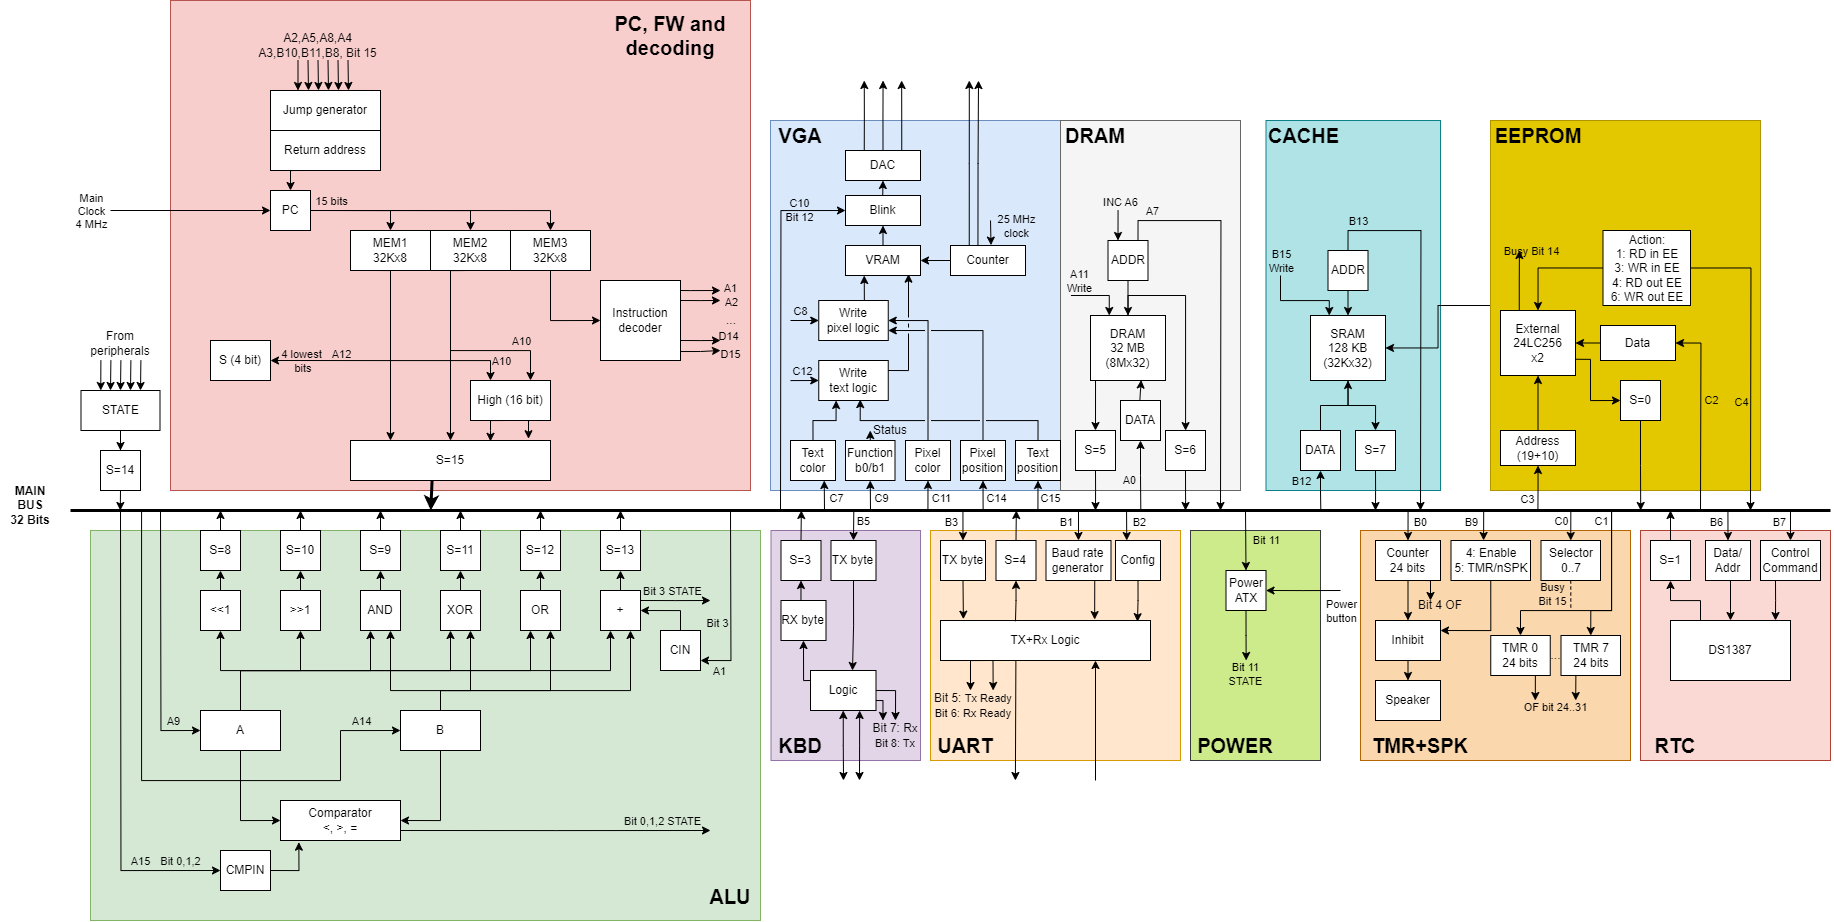 PC, FW and
decoding
A2,A5,A8,A4
A3,B10,B11,B8, Bit 15
Jump generator
Return address
Main
Clock
4 MHz
PC
15 bits
MEM1
32Kx8
MEM2
32Kx8
MEM3
32Kx8
Instruction
decoder
A1
A2
...
D14
D15
S (4 bit)
4 lowest
bits
A12
A10
A10
High (16 bit)
S=15
From
peripherals
STATE
S=14
MAIN
BUS
32 Bits
VGA
DAC
C10
Bit 12
Blink
25 MHz
clock
VRAM
Counter
C8
Write
pixel logic
C12
Write
text logic
Status
Text
color
Function
b0/b1
Pixel
color
Pixel
position
Text
position
C7
C9
C11
C14
C15
DRAM
INC A6
A7
ADDR
A11
Write
DRAM
32 MB
(8Mx32)
DATA
S=5
S=6
A0
CACHE
B13
B15
Write
ADDR
SRAM
128 KB
(32Kx32)
DATA
S=7
B12
EEPROM
Busy Bit 14
Action:
1: RD in EE
3: WR in EE
4: RD out EE
6: WR out EE
External
24LC256
x2
Data
S=0
C2
C4
Address
(19+10)
C3
S=8
S=10
S=9
S=11
S=12
S=13
<<1
>>1
AND
XOR
OR
+
Bit 3 STATE
Bit 3
CIN
A1
A9
A
A14
B
Comparator
<, >, =
Bit 0,1,2 STATE
A15
Bit 0,1,2
CMPIN
ALU
B5
S=3
TX byte
RX byte
Logic
Bit 7: Rx
Bit 8: Tx
KBD
B3
B1
B2
TX byte
S=4
Baud rate
generator
Config
TX+Rx Logic
Bit 5: Tx Ready
Bit 6: Rx Ready
UART
Bit 11
Power
ATX
Power
button
Bit 11
STATE
POWER
B0
B9
C0
C1
Counter
24 bits
4: Enable
5: TMR/nSPK
Selector
0..7
Busy
Bit 15
Bit 4 OF
Inhibit
TMR 0
24 bits
TMR 7
24 bits
Speaker
OF bit 24..31
TMR+SPK
B6
B7
S=1
Data/
Addr
Control
Command
DS1387
RTC